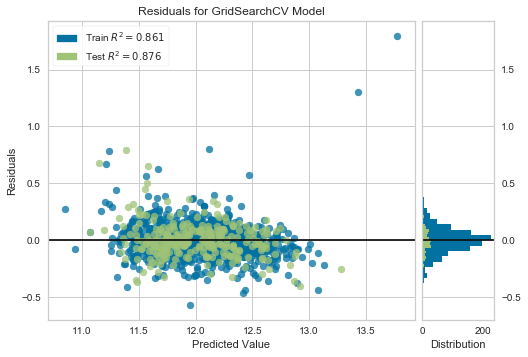 Residuals for GridSearchCV Model
Train R² = 0.861
Test R² = 0.876
1.5
1.0
0.5
0.0
−0.5
Residuals
11.0 11.5 12.0 12.5 13.0 13.5
Predicted Value
1.5
1.0
0.5
0.0
−0.5
0 200
Distribution